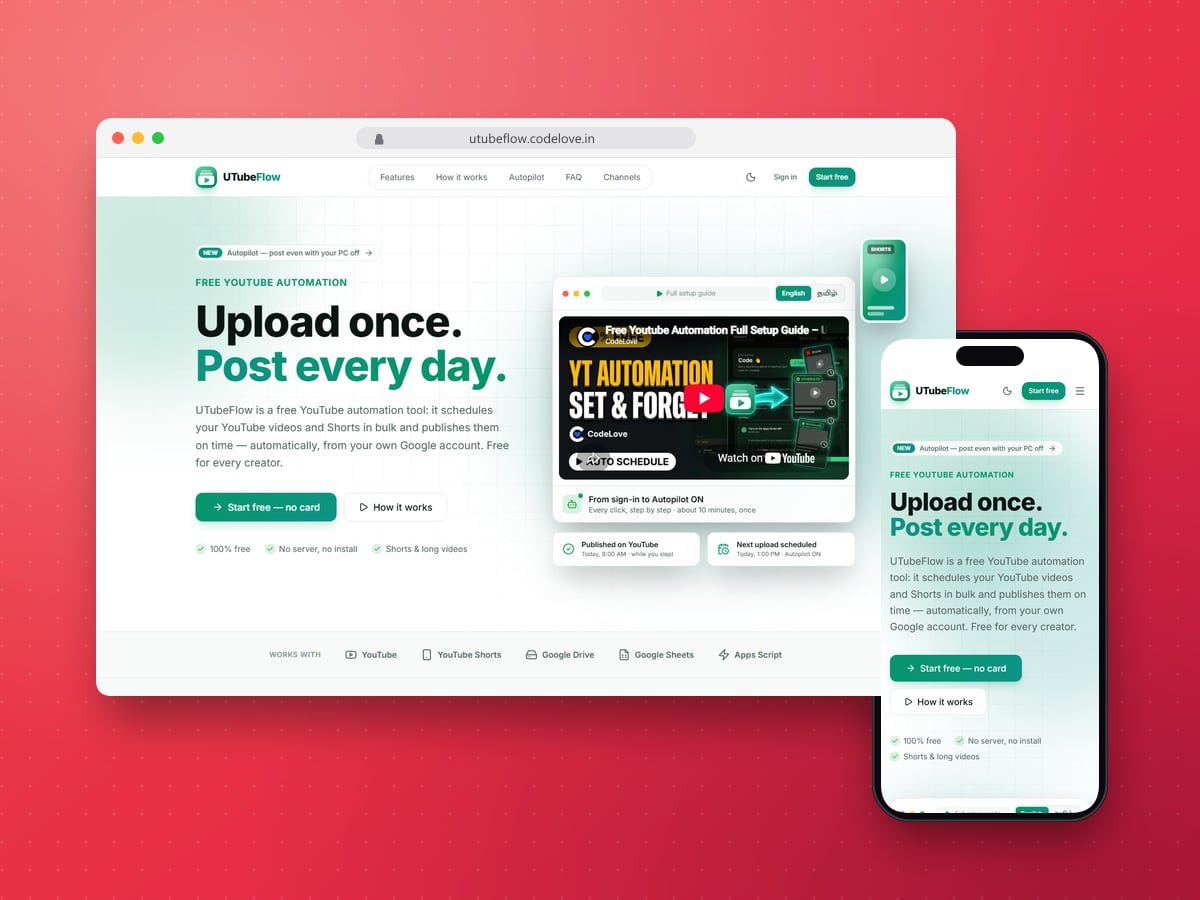 utubeflow.codelove.in
UTubeFlow
Features
How it works
Autopilot
FAQ
Channels
Sign in
Start free
NEW Autopilot — post even with your PC off
FREE YOUTUBE AUTOMATION
Upload once.
Post every day.
UTubeFlow is a free YouTube automation tool: it schedules
your YouTube videos and Shorts in bulk and publishes them
on time — automatically, from your own Google account. Free
for every creator.
Start free — no card
How it works
100% free
No server, no install
Shorts & long videos
Full setup guide
English
தமிழ்
SHORTS
Free Youtube Automation Full Setup Guide –
CodeLove
YT AUTOMATION
SET & FORGET
CodeLove
AUTO SCHEDULE
Watch on YouTube
From sign-in to Autopilot ON
Every click, step by step · about 10 minutes, once
Published on YouTube
Today, 8:00 AM · while you slept
Next upload scheduled
Today, 1:00 PM · Autopilot ON
WORKS WITH
YouTube
YouTube Shorts
Google Drive
Google Sheets
Apps Script
UTubeFlow
Start free
NEW Autopilot — post even with your PC off
FREE YOUTUBE AUTOMATION
Upload once.
Post every day.
UTubeFlow is a free YouTube automation
tool: it schedules your YouTube videos
and Shorts in bulk and publishes them on
time — automatically, from your own
Google account. Free for every creator.
Start free — no card
How it works
100% free
No server, no install
Shorts & long videos